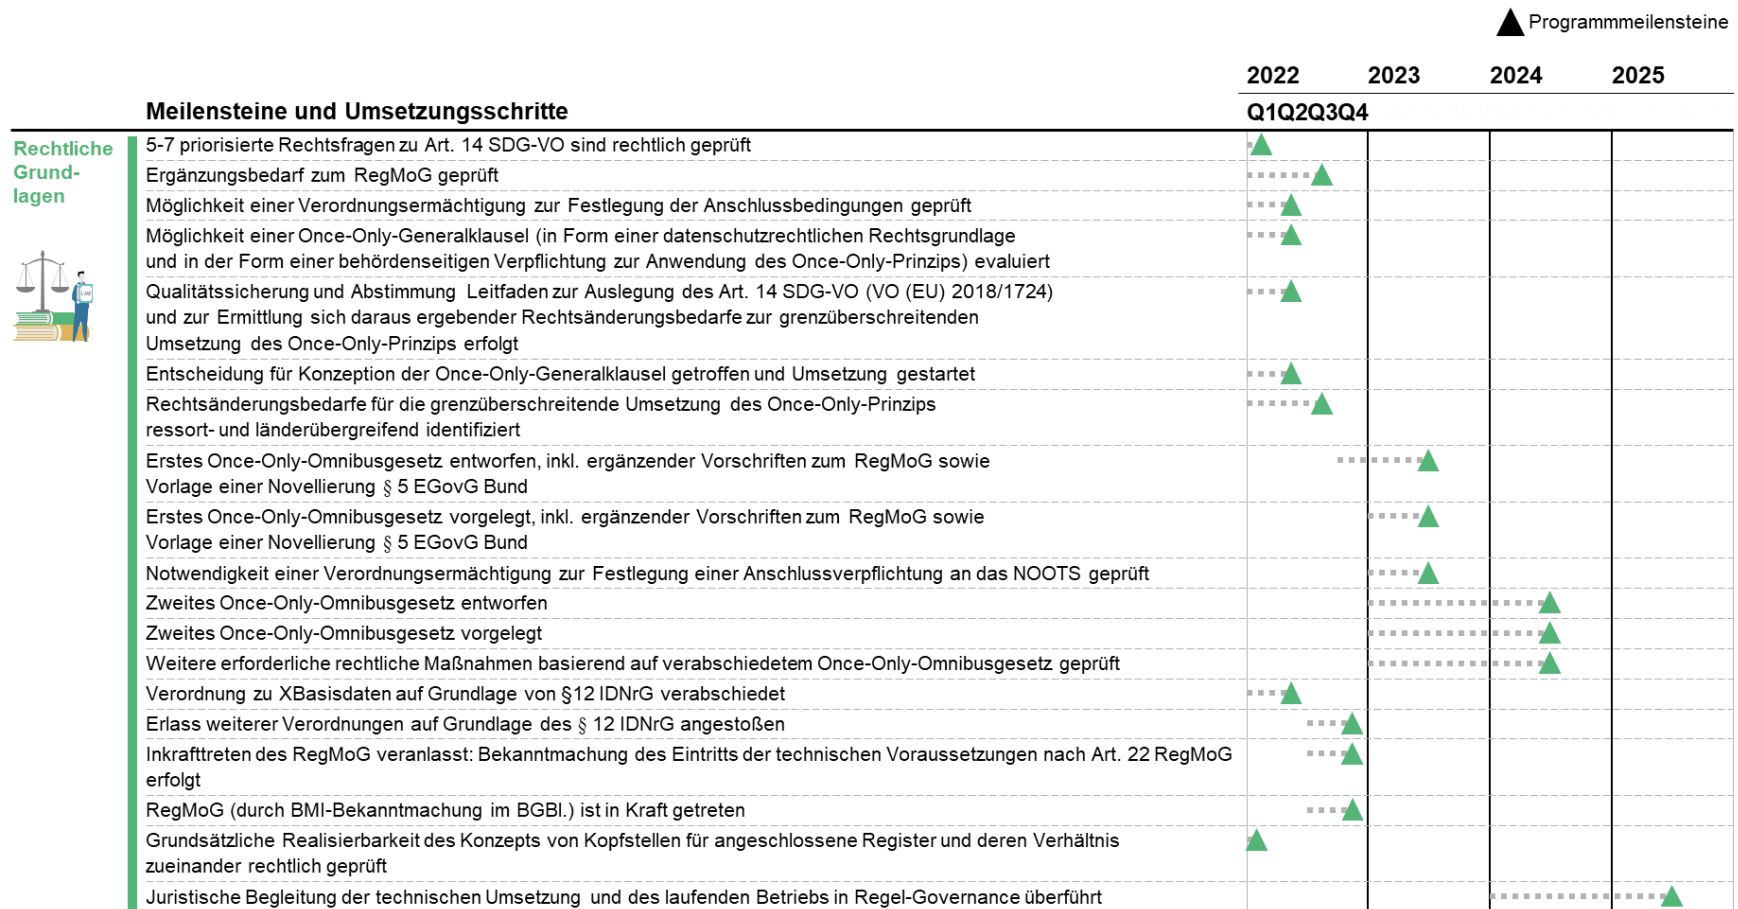 Programmmeilensteine
2022 2023 2024 2025
Meilensteine und Umsetzungsschritte Q1Q2Q3Q4
Rechtliche
Grund-
lagen
5-7 priorisierte Rechtsfragen zu Art. 14 SDG-VO sind rechtlich geprüft
Ergänzungsbedarf zum RegMoG geprüft
Möglichkeit einer Verordnungsermächtigung zur Festlegung der Anschlussbedingungen geprüft
Möglichkeit einer Once-Only-Generalklausel (in Form einer datenschutzrechtlichen Rechtsgrundlage
und in der Form einer behördenseitigen Verpflichtung zur Anwendung des Once-Only-Prinzips) evaluiert
Qualitätssicherung und Abstimmung Leitfaden zur Auslegung des Art. 14 SDG-VO (VO (EU) 2018/1724)
und zur Ermittlung sich daraus ergebender Rechtsänderungsbedarfe zur grenzüberschreitenden
Umsetzung des Once-Only-Prinzips erfolgt
Entscheidung für Konzeption der Once-Only-Generalklausel getroffen und Umsetzung gestartet
Rechtsänderungsbedarfe für die grenzüberschreitende Umsetzung des Once-Only-Prinzips
ressort- und länderübergreifend identifiziert
Erstes Once-Only-Omnibusgesetz entworfen, inkl. ergänzender Vorschriften zum RegMoG sowie
Vorlage einer Novellierung § 5 EGovG Bund
Erstes Once-Only-Omnibusgesetz vorgelegt, inkl. ergänzender Vorschriften zum RegMoG sowie
Vorlage einer Novellierung § 5 EGovG Bund
Notwendigkeit einer Verordnungsermächtigung zur Festlegung einer Anschlussverpflichtung an das NOOTS geprüft
Zweites Once-Only-Omnibusgesetz entworfen
Zweites Once-Only-Omnibusgesetz vorgelegt
Weitere erforderliche rechtliche Maßnahmen basierend auf verabschiedetem Once-Only-Omnibusgesetz geprüft
Verordnung zu XBasisdaten auf Grundlage von §12 IDNrG verabschiedet
Erlass weiterer Verordnungen auf Grundlage des § 12 IDNrG angestoßen
Inkrafttreten des RegMoG veranlasst: Bekanntmachung des Eintritts der technischen Voraussetzungen nach Art. 22 RegMoG
erfolgt
RegMoG (durch BMI-Bekanntmachung im BGBl.) ist in Kraft getreten
Grundsätzliche Realisierbarkeit des Konzepts von Kopfstellen für angeschlossene Register und deren Verhältnis
zueinander rechtlich geprüft
Juristische Begleitung der technischen Umsetzung und des laufenden Betriebs in Regel-Governance überführt